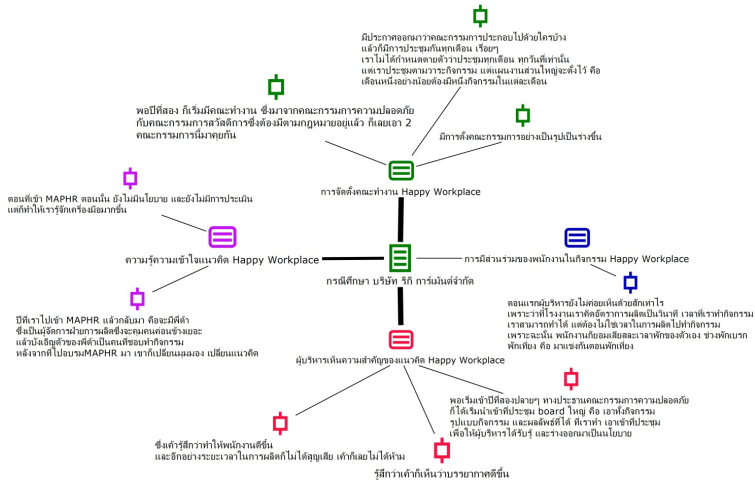 มีประกาศออกมาว่าคณะกรรมการประกอบไปด้วยใครบ้าง
แล้วก็มีการประชุมกันทุกเดือน เรื่อยๆ
เราไม่ได้กำหนดตายตัวว่าประชุมทุกเดือน ทุกวันที่เท่านั้น
แต่เราประชุมตามวาระกิจกรรม แต่แผนงานส่วนใหญ่จะตั้งไว้ คือ
เดือนหนึ่งอย่างน้อยต้องมีหนึ่งกิจกรรมในแต่ละเดือน
พอปีที่สอง ก็เริ่มมีคณะทำงาน ซึ่งมาจากคณะกรรมการความปลอดภัย
กับคณะกรรมการสวัสดิการซึ่งต้องมีตามกฎหมายอยู่แล้ว ก็เลยเอา 2
คณะกรรมการนี้มาคุยกัน
มีการตั้งคณะกรรมการอย่างเป็นรูปเป็นร่างขึ้น
การจัดตั้งคณะทำงาน Happy Workplace
ตอนที่เข้า MAPHR ตอนนั้น ยังไม่มีนโยบาย และยังไม่มีการประเมิน
แต่ก็ทำให้เรารู้จักเครื่องมือมากขึ้น
ความรู้ความเข้าใจแนวคิด Happy Workplace
การมีส่วนร่วมของพนักงานในกิจกรรม Happy Workplace
กรณีศึกษา บริษัท ริกิ การ์เม้นต์จำกัด
ตอนแรกผู้บริหารยังไม่ค่อยเห็นด้วยสักเท่าไร
เพราะว่าที่โรงงานเราคิดอัตราการผลิตเป็นวินาที เวลาที่เราทำกิจกรรม
เราสามารถทำได้ แต่ต้องไม่ใช่เวลาในการผลิตไปทำกิจกรรม
เพราะฉะนั้น พนักงานก็ยอมเสียสละเวลาพักของตัวเอง ช่วงพักเบรก
พักเที่ยง คือ มาแข่งกันตอนพักเที่ยง
ปีที่เราไปเข้า MAPHR แล้วกลับมา คือจะมีพี่ดำ
ซึ่งเป็นผู้จัดการฝ่ายการผลิตซึ่งจะคุมคนค่อนข้างเยอะ
แล้วบังเอิญตัวของพี่ดำเป็นคนที่ชอบทำกิจกรรม
หลังจากที่ไปอบรมMAPHR มา เขาก็เปลี่ยนมุมมอง เปลี่ยนแนวคิด
ผู้บริหารเห็นความสำคัญของแนวคิด Happy Workplace
พอเริ่มเข้าปีที่สองปลายๆ ทางประธานคณะกรรมการความปลอดภัย
ก็ได้เริ่มนำเข้าที่ประชุม board ใหญ่ คือ เอาทั้งกิจกรรม
รูปแบบกิจกรรม และผลลัพธ์ที่ได้ ที่เราทำ เอาเข้าที่ประชุม
เพื่อให้ผู้บริหารได้รับรู้ และร่างออกมาเป็นนโยบาย
ซึ่งเค้ารู้สึกว่าทำให้พนักงานดีขึ้น
และอีกอย่างระยะเวลาในการผลิตก็ไม่ได้สูญเสีย เค้าก็เลยไม่ได้ห้าม
รู้สึกว่าเค้าก็เห็นว่าบรรยากาศดีขึ้น